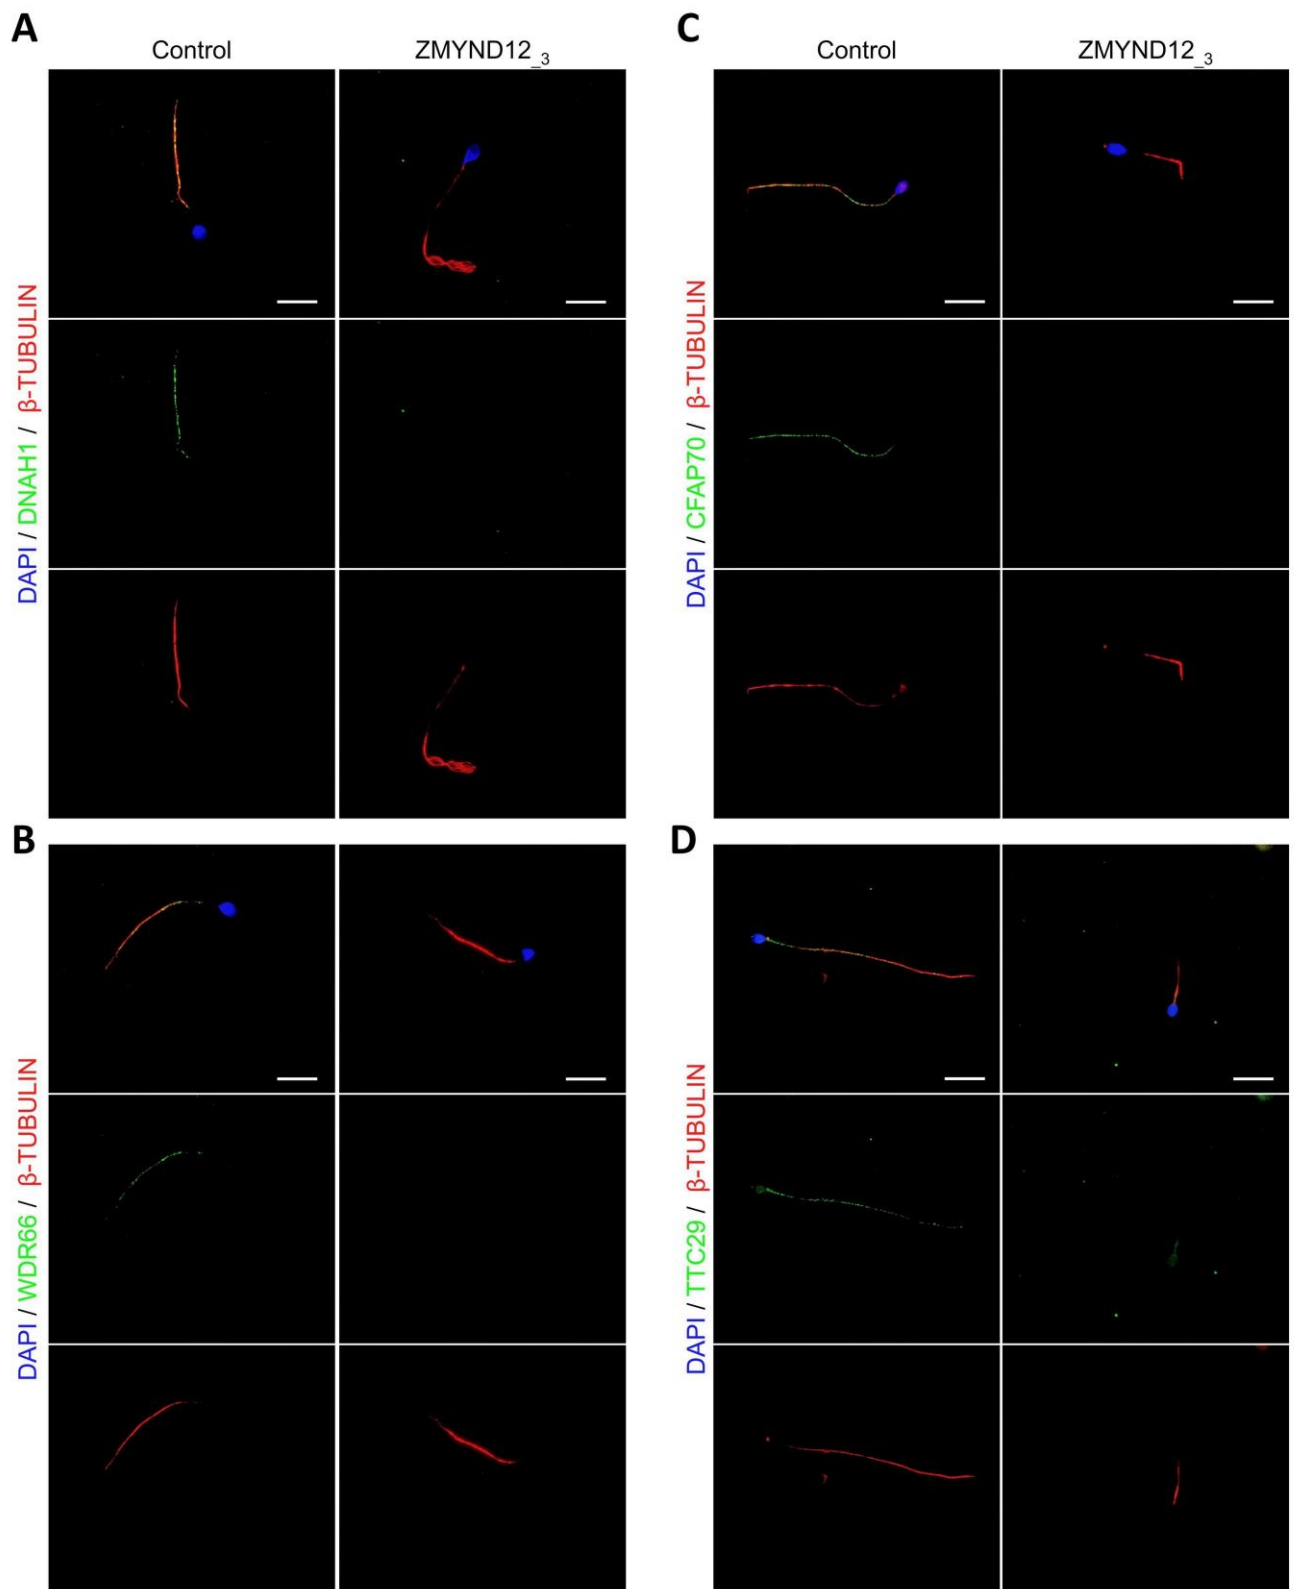 A
Control ZMYND12_3
DAPI / DNAH1 / β-TUBULIN
B
DAPI / WDR66 / β-TUBULIN
C
Control ZMYND12_3
DAPI / CFAP70 / β-TUBULIN
D
DAPI / TTC29 / β-TUBULIN